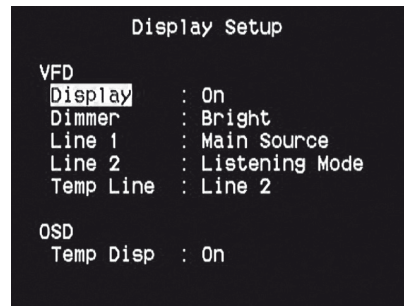 Display Setup
VFD
Display : On
Dimmer : Bright
Line 1 : Main Source
Line 2 : Listening Mode
Temp Line : Line 2
OSD
Temp Disp : On